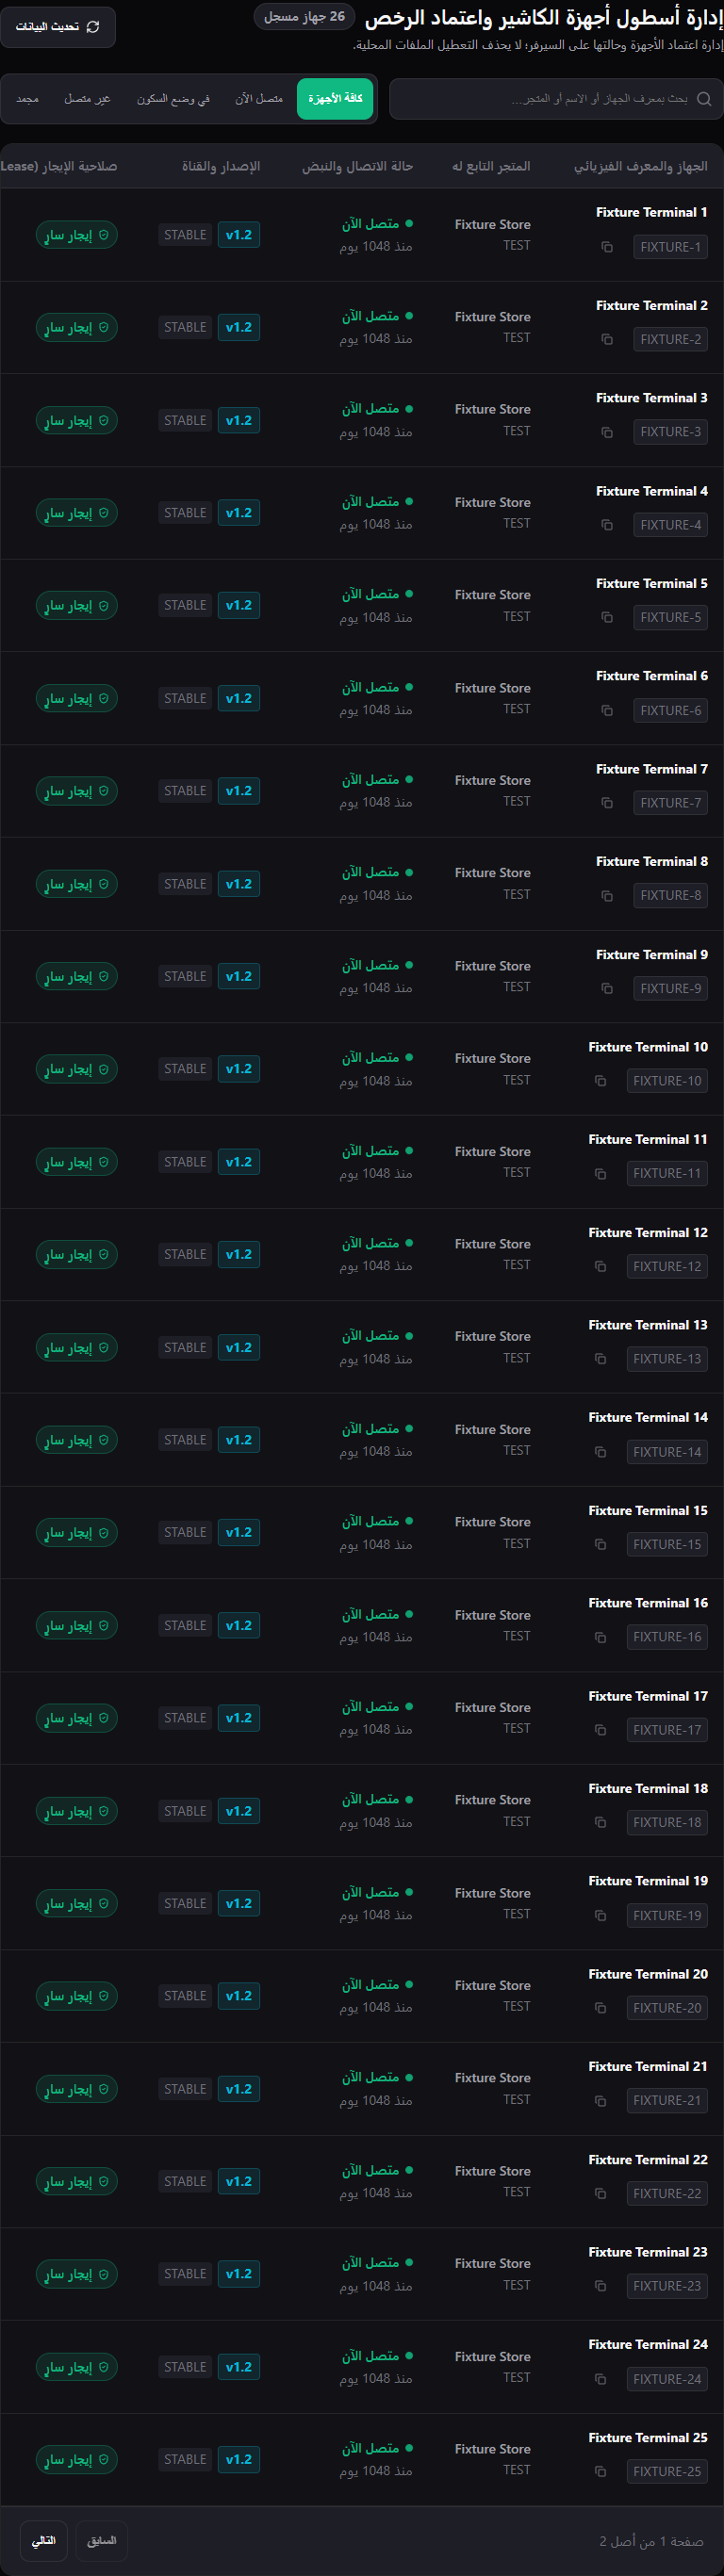 إدارة أسطول أجهزة الكاشير واعتماد الرخص
26 جهاز مسجل
تحديث البيانات
إدارة اعتماد الأجهزة وحالتها على السيرفر؛ لا يحذف التعطيل الملفات المحلية.
بحث بمعرف الجهاز أو الاسم أو المتجر...
كافة الأجهزة
متصل الآن
في وضع السكون
غير متصل
مجمد
الجهاز والمعرف الفيزيائي
المتجر التابع له
حالة الاتصال والنبض
الإصدار والقناة
صلاحية الإيجار (Lease
Fixture Terminal 1
FIXTURE-1
Fixture Store
TEST
متصل الآن
منذ 1048 يوم
v1.2
STABLE
إيجار سارٍ
Fixture Terminal 2
FIXTURE-2
Fixture Store
TEST
متصل الآن
منذ 1048 يوم
v1.2
STABLE
إيجار سارٍ
Fixture Terminal 3
FIXTURE-3
Fixture Store
TEST
متصل الآن
منذ 1048 يوم
v1.2
STABLE
إيجار سارٍ
Fixture Terminal 4
FIXTURE-4
Fixture Store
TEST
متصل الآن
منذ 1048 يوم
v1.2
STABLE
إيجار سارٍ
Fixture Terminal 5
FIXTURE-5
Fixture Store
TEST
متصل الآن
منذ 1048 يوم
v1.2
STABLE
إيجار سارٍ
Fixture Terminal 6
FIXTURE-6
Fixture Store
TEST
متصل الآن
منذ 1048 يوم
v1.2
STABLE
إيجار سارٍ
Fixture Terminal 7
FIXTURE-7
Fixture Store
TEST
متصل الآن
منذ 1048 يوم
v1.2
STABLE
إيجار سارٍ
Fixture Terminal 8
FIXTURE-8
Fixture Store
TEST
متصل الآن
منذ 1048 يوم
v1.2
STABLE
إيجار سارٍ
Fixture Terminal 9
FIXTURE-9
Fixture Store
TEST
متصل الآن
منذ 1048 يوم
v1.2
STABLE
إيجار سارٍ
Fixture Terminal 10
FIXTURE-10
Fixture Store
TEST
متصل الآن
منذ 1048 يوم
v1.2
STABLE
إيجار سارٍ
Fixture Terminal 11
FIXTURE-11
Fixture Store
TEST
متصل الآن
منذ 1048 يوم
v1.2
STABLE
إيجار سارٍ
Fixture Terminal 12
FIXTURE-12
Fixture Store
TEST
متصل الآن
منذ 1048 يوم
v1.2
STABLE
إيجار سارٍ
Fixture Terminal 13
FIXTURE-13
Fixture Store
TEST
متصل الآن
منذ 1048 يوم
v1.2
STABLE
إيجار سارٍ
Fixture Terminal 14
FIXTURE-14
Fixture Store
TEST
متصل الآن
منذ 1048 يوم
v1.2
STABLE
إيجار سارٍ
Fixture Terminal 15
FIXTURE-15
Fixture Store
TEST
متصل الآن
منذ 1048 يوم
v1.2
STABLE
إيجار سارٍ
Fixture Terminal 16
FIXTURE-16
Fixture Store
TEST
متصل الآن
منذ 1048 يوم
v1.2
STABLE
إيجار سارٍ
Fixture Terminal 17
FIXTURE-17
Fixture Store
TEST
متصل الآن
منذ 1048 يوم
v1.2
STABLE
إيجار سارٍ
Fixture Terminal 18
FIXTURE-18
Fixture Store
TEST
متصل الآن
منذ 1048 يوم
v1.2
STABLE
إيجار سارٍ
Fixture Terminal 19
FIXTURE-19
Fixture Store
TEST
متصل الآن
منذ 1048 يوم
v1.2
STABLE
إيجار سارٍ
Fixture Terminal 20
FIXTURE-20
Fixture Store
TEST
متصل الآن
منذ 1048 يوم
v1.2
STABLE
إيجار سارٍ
Fixture Terminal 21
FIXTURE-21
Fixture Store
TEST
متصل الآن
منذ 1048 يوم
v1.2
STABLE
إيجار سارٍ
Fixture Terminal 22
FIXTURE-22
Fixture Store
TEST
متصل الآن
منذ 1048 يوم
v1.2
STABLE
إيجار سارٍ
Fixture Terminal 23
FIXTURE-23
Fixture Store
TEST
متصل الآن
منذ 1048 يوم
v1.2
STABLE
إيجار سارٍ
Fixture Terminal 24
FIXTURE-24
Fixture Store
TEST
متصل الآن
منذ 1048 يوم
v1.2
STABLE
إيجار سارٍ
Fixture Terminal 25
FIXTURE-25
Fixture Store
TEST
متصل الآن
منذ 1048 يوم
v1.2
STABLE
إيجار سارٍ
صفحة 1 من أصل 2
السابق
التالي